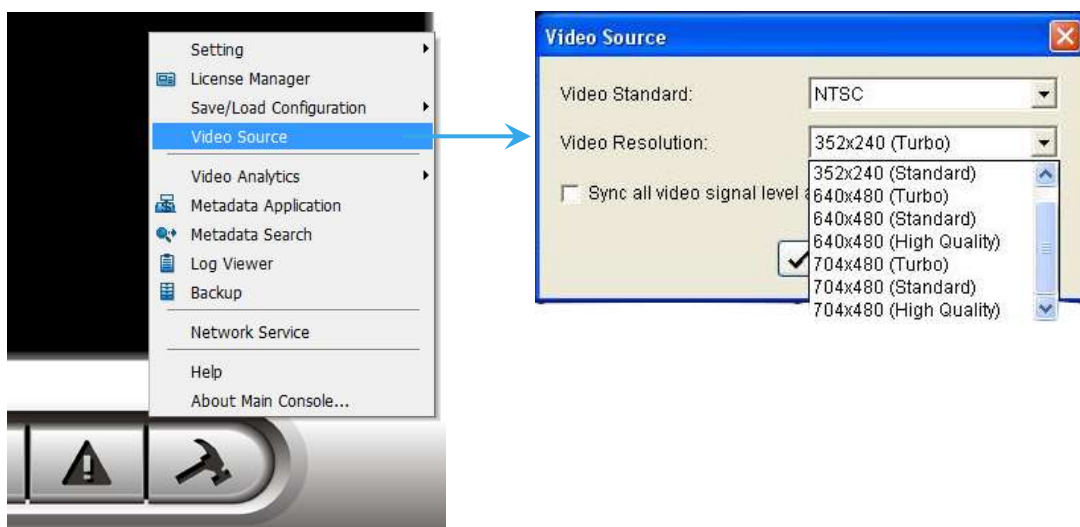 Setting
License Manager
Save/Load Configuration
Video Source
Video Analytics
Metadata Application
Metadata Search
Log Viewer
Backup
Network Service
Help
About Main Console...
Video Source
Video Standard:
NTSC
Video Resolution:
352x240 (Turbo)
352x240 (Standard)
Sync all video signal level
640x480 (Turbo)
640x480 (Standard)
640x480 (High Quality)
704x480 (Turbo)
704x480 (Standard)
704x480 (High Quality)